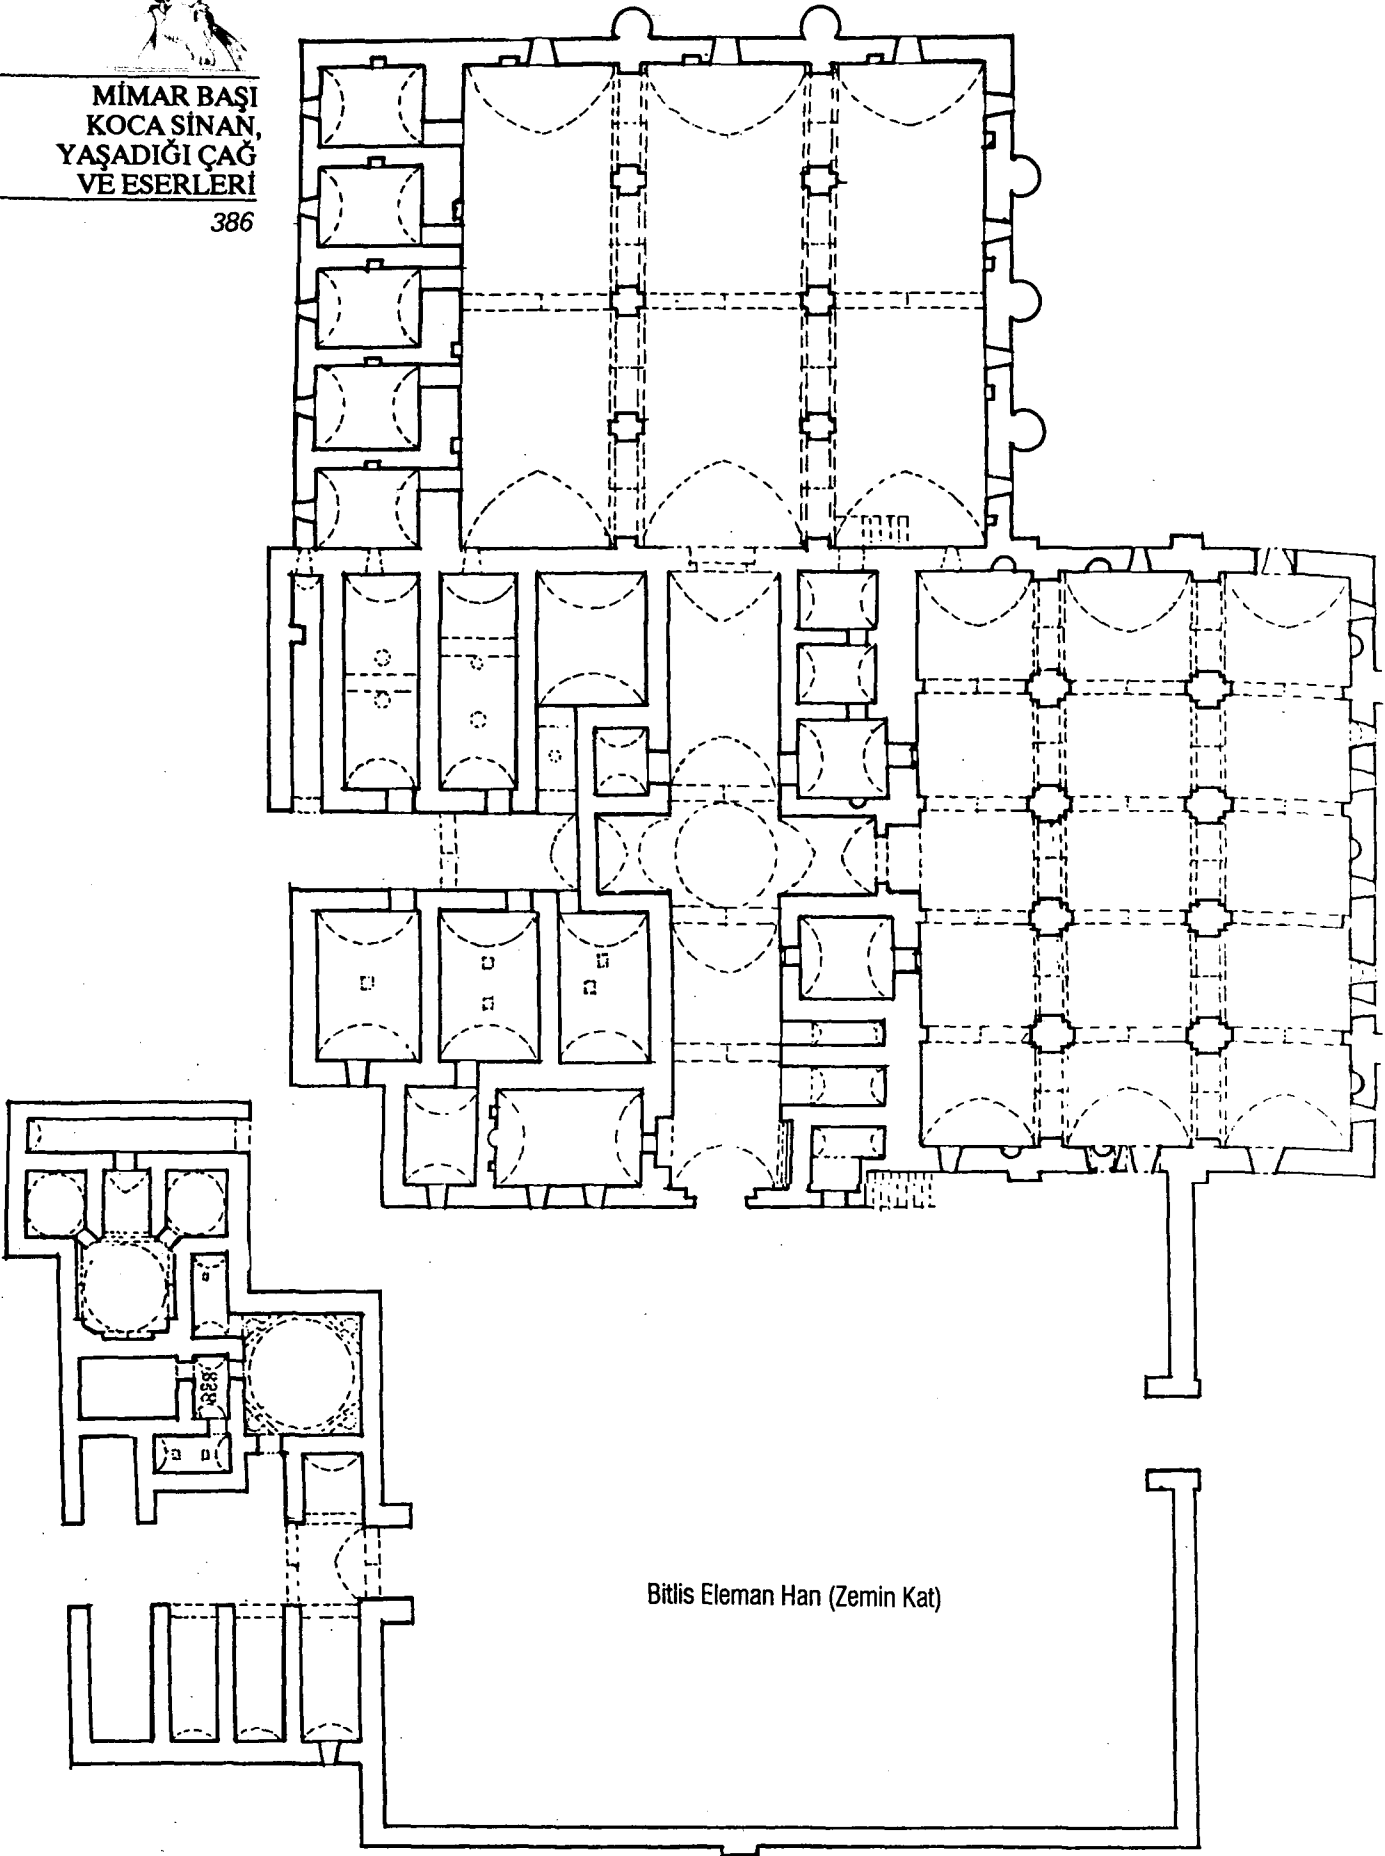 MİMAR BAŞI
KOCA SİNAN,
YAŞADIĞI ÇAĞ
VE ESERLERİ
386
Bitlis Eleman Han (Zemin Kat)